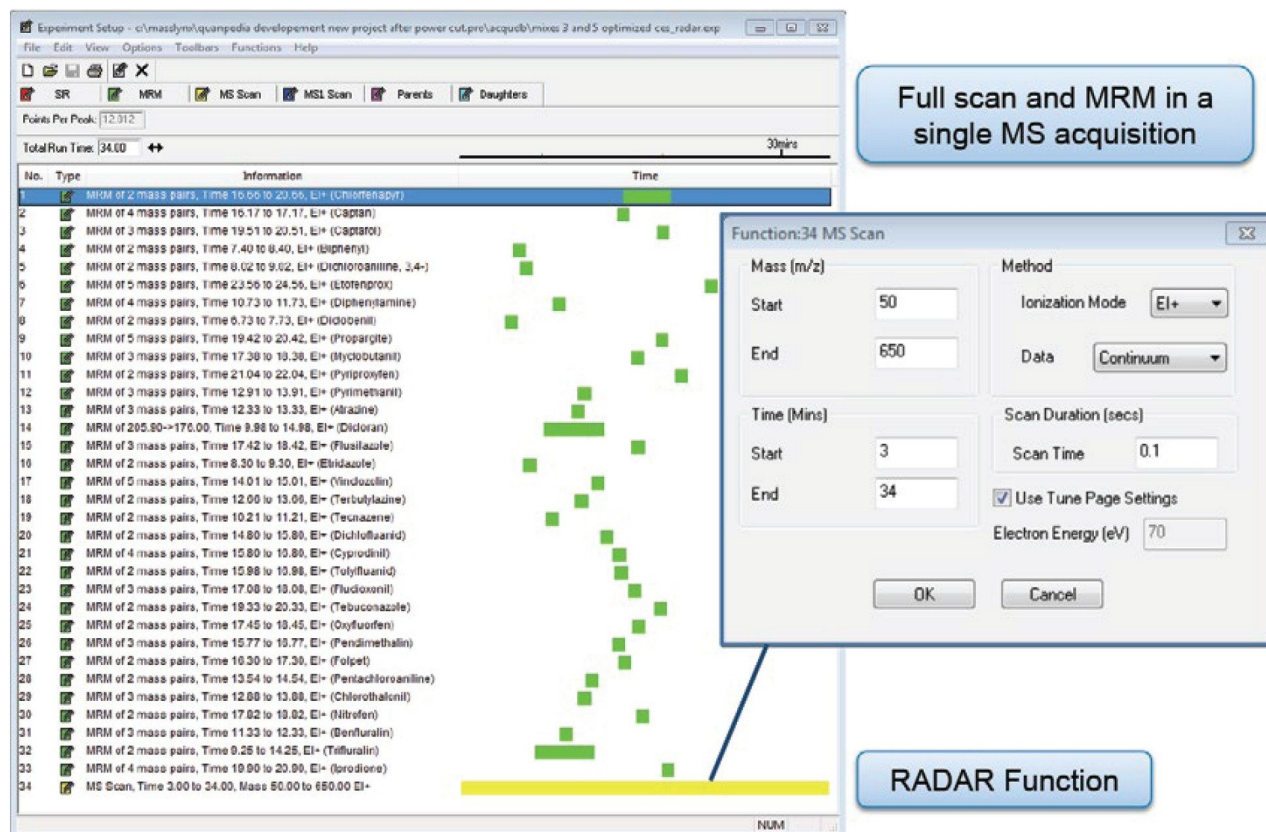 Experiment Setup - c:\masslynx\quanpedia developement new project after power cut.pro\acqudb\mixes 3 and 5 optimized ces_radar.exp
File Edit View Options Toolbars Functions Help
SIR MRM MS Scan MS1 Scan Parents Daughters
Points Per Peak: 12.012
Total Run Time: 34.00 30mins
No. Type Information Time
1 MRM of 2 mass pairs, Time 16.66 to 20.66, EI+ (Chlorfenapyr)
2 MRM of 4 mass pairs, Time 16.17 to 17.17, EI+ (Captan)
3 MRM of 3 mass pairs, Time 19.51 to 20.51, EI+ (Captafol)
4 MRM of 2 mass pairs, Time 7.40 to 8.40, EI+ (Biphenyl)
5 MRM of 2 mass pairs, Time 8.02 to 9.02, EI+ (Dichloroaniline, 3,4-)
6 MRM of 5 mass pairs, Time 23.56 to 24.56, EI+ (Etofenprox)
7 MRM of 4 mass pairs, Time 10.73 to 11.73, EI+ (Diphenylamine)
8 MRM of 2 mass pairs, Time 6.73 to 7.73, EI+ (Diclobenil)
9 MRM of 5 mass pairs, Time 19.42 to 20.42, EI+ (Propargite)
10 MRM of 3 mass pairs, Time 17.38 to 18.38, EI+ (Myclobutanil)
11 MRM of 2 mass pairs, Time 21.04 to 22.04, EI+ (Pyriproxyfen)
12 MRM of 3 mass pairs, Time 12.91 to 13.91, EI+ (Pyrimethanil)
13 MRM of 3 mass pairs, Time 12.33 to 13.33, EI+ (Atrazine)
14 MRM of 205.90->176.00, Time 9.98 to 14.98, EI+ (Dicloran)
15 MRM of 3 mass pairs, Time 17.42 to 18.42, EI+ (Flusilazole)
16 MRM of 2 mass pairs, Time 8.30 to 9.30, EI+ (Etridazole)
17 MRM of 5 mass pairs, Time 14.01 to 15.01, EI+ (Vinclozolin)
18 MRM of 2 mass pairs, Time 12.06 to 13.06, EI+ (Terbutylazine)
19 MRM of 2 mass pairs, Time 10.21 to 11.21, EI+ (Tecnazene)
20 MRM of 2 mass pairs, Time 14.80 to 15.80, EI+ (Dichlofluanid)
21 MRM of 4 mass pairs, Time 15.80 to 16.80, EI+ (Cyprodinil)
22 MRM of 2 mass pairs, Time 15.98 to 16.98, EI+ (Tolylfluanid)
23 MRM of 3 mass pairs, Time 17.08 to 18.08, EI+ (Fludioxonil)
24 MRM of 2 mass pairs, Time 19.33 to 20.33, EI+ (Tebuconazole)
25 MRM of 2 mass pairs, Time 17.45 to 18.45, EI+ (Oxyfluorfen)
26 MRM of 3 mass pairs, Time 15.77 to 16.77, EI+ (Pendimethalin)
27 MRM of 2 mass pairs, Time 16.30 to 17.30, EI+ (Folpet)
28 MRM of 2 mass pairs, Time 13.54 to 14.54, EI+ (Pentachloroaniline)
29 MRM of 3 mass pairs, Time 12.88 to 13.88, EI+ (Chlorothalonil)
30 MRM of 2 mass pairs, Time 17.82 to 18.82, EI+ (Nitrofen)
31 MRM of 3 mass pairs, Time 11.33 to 12.33, EI+ (Benfluralin)
32 MRM of 2 mass pairs, Time 9.25 to 14.25, EI+ (Trifluralin)
33 MRM of 4 mass pairs, Time 19.90 to 20.90, EI+ (Iprodione)
34 MS Scan, Time 3.00 to 34.00, Mass 50.00 to 650.00 EI+
NUM
Full scan and MRM in a
single MS acquisition
Function:34 MS Scan
Mass (m/z)
Start 50
End 650
Method
Ionization Mode EI+
Data Continuum
Time (Mins)
Start 3
End 34
Scan Duration (secs)
Scan Time 0.1
Use Tune Page Settings
Electron Energy (eV) 70
OK Cancel
RADAR Function